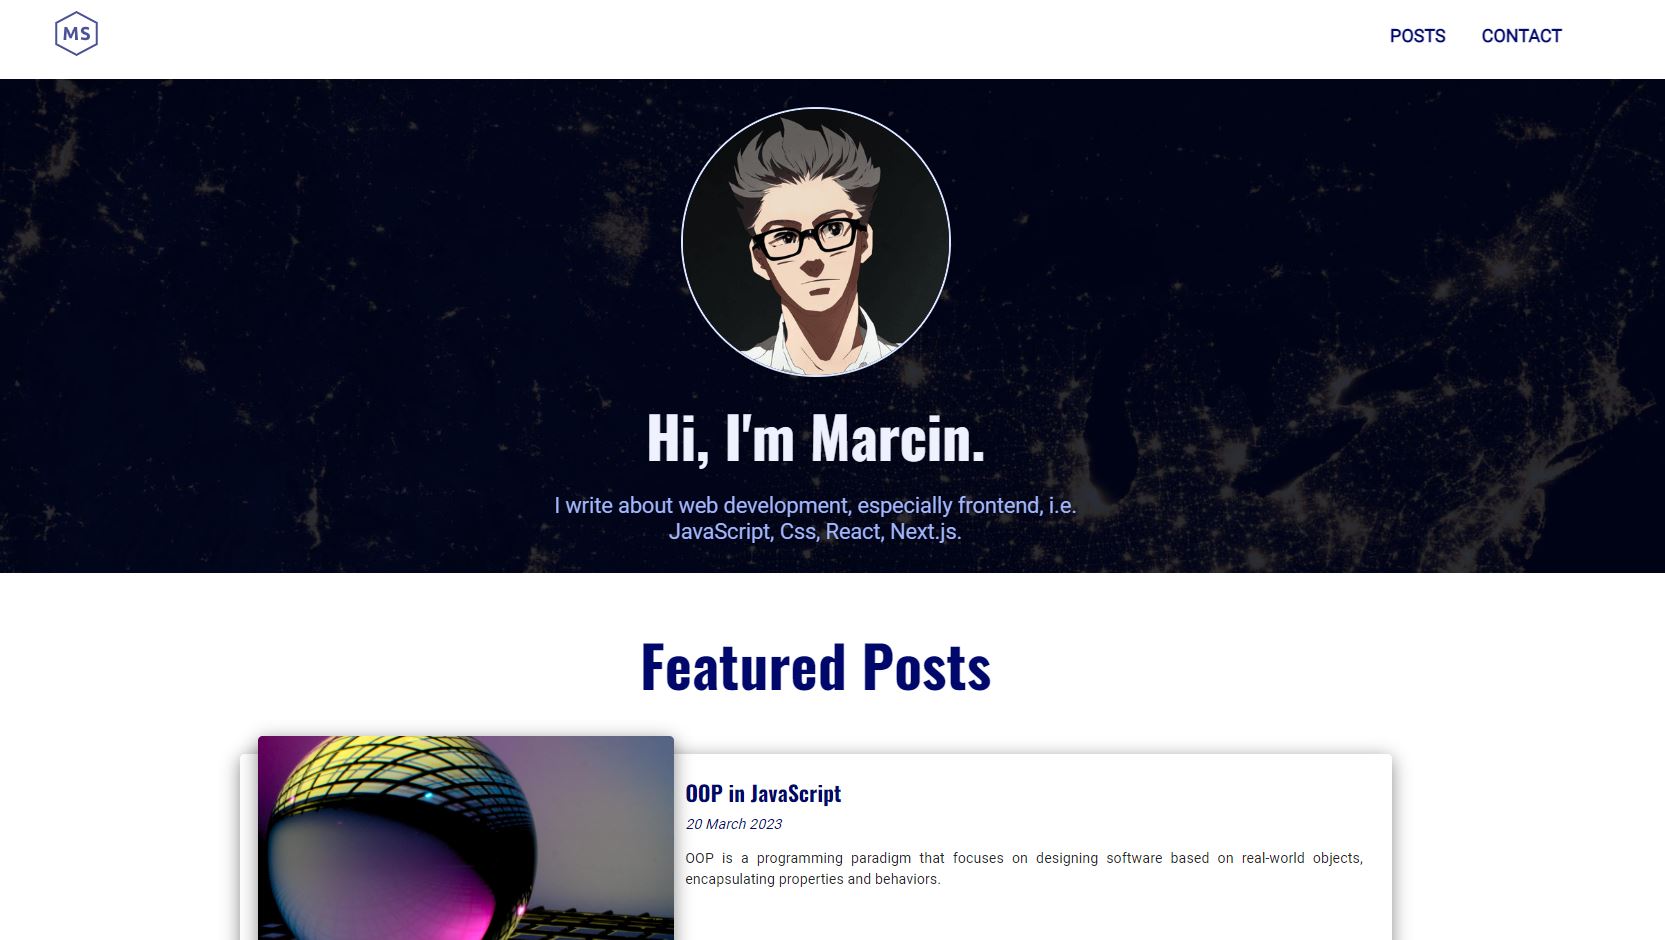 MS
POSTS CONTACT
Hi, I'm Marcin.
I write about web development, especially frontend, i.e.
JavaScript, Css, React, Next.js.
Featured Posts
OOP in JavaScript
20 March 2023
OOP is a programming paradigm that focuses on designing software based on real-world objects,
encapsulating properties and behaviors.